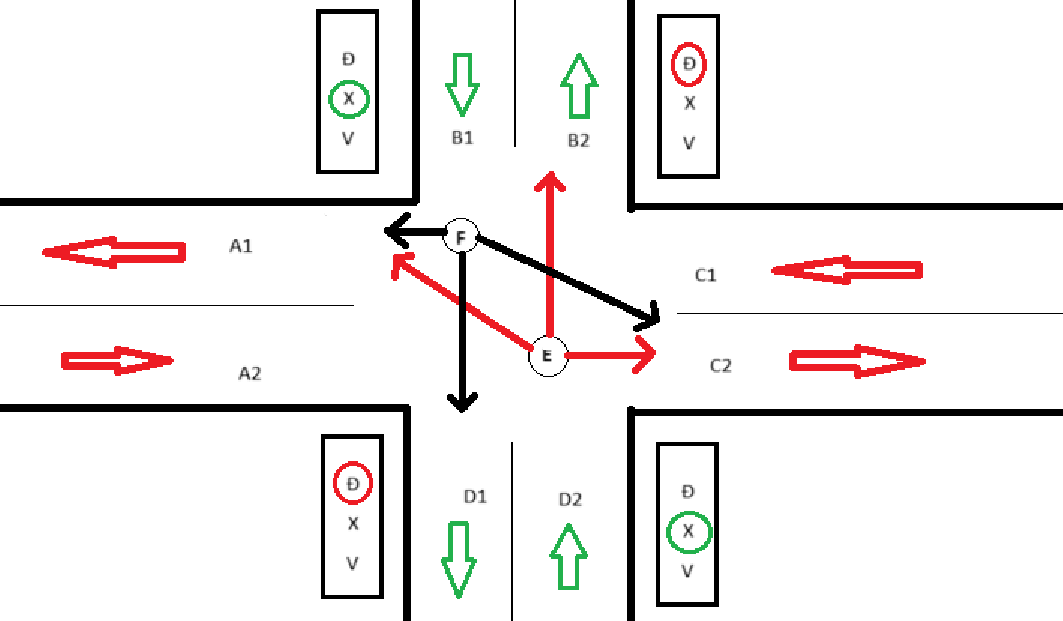 Đ
X
V
B1
B2
Đ
X
V
A1
F
C1
A2
E
C2
Đ
X
V
D1
D2
Đ
X
V